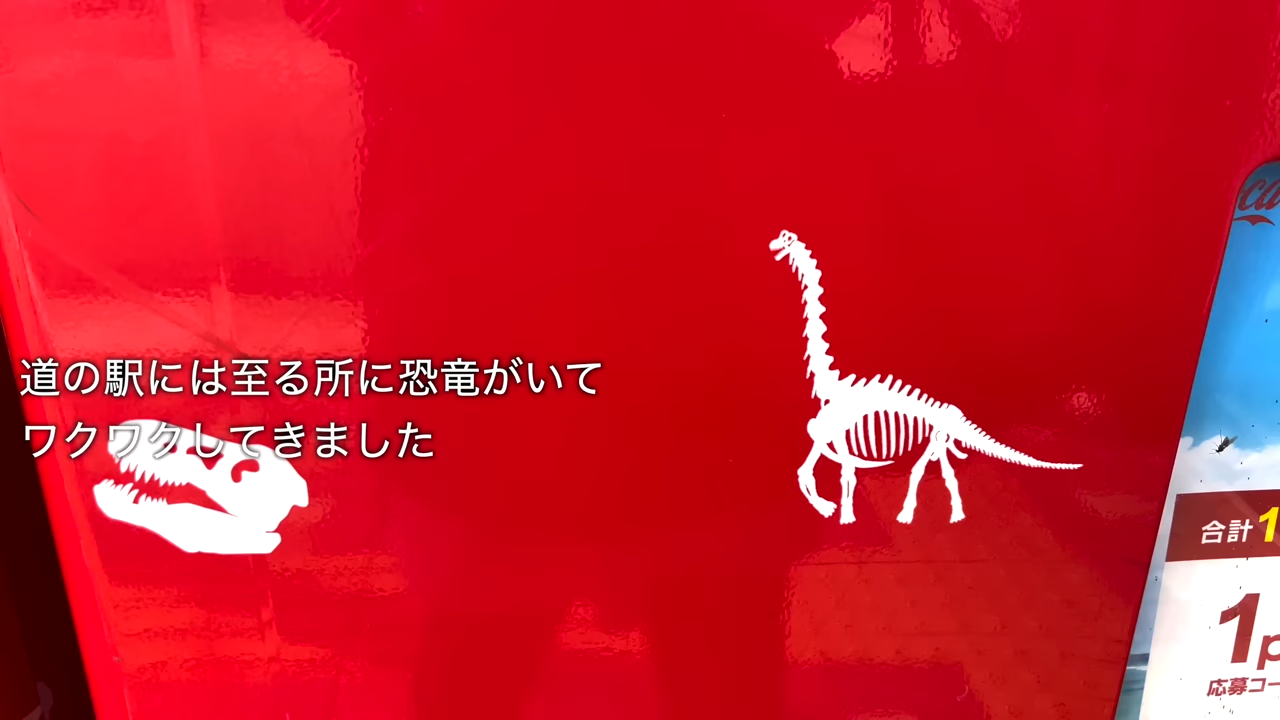 道の駅には至る所に恐竜がいて
ワクワクしてきました
合計1
1p
応募コー